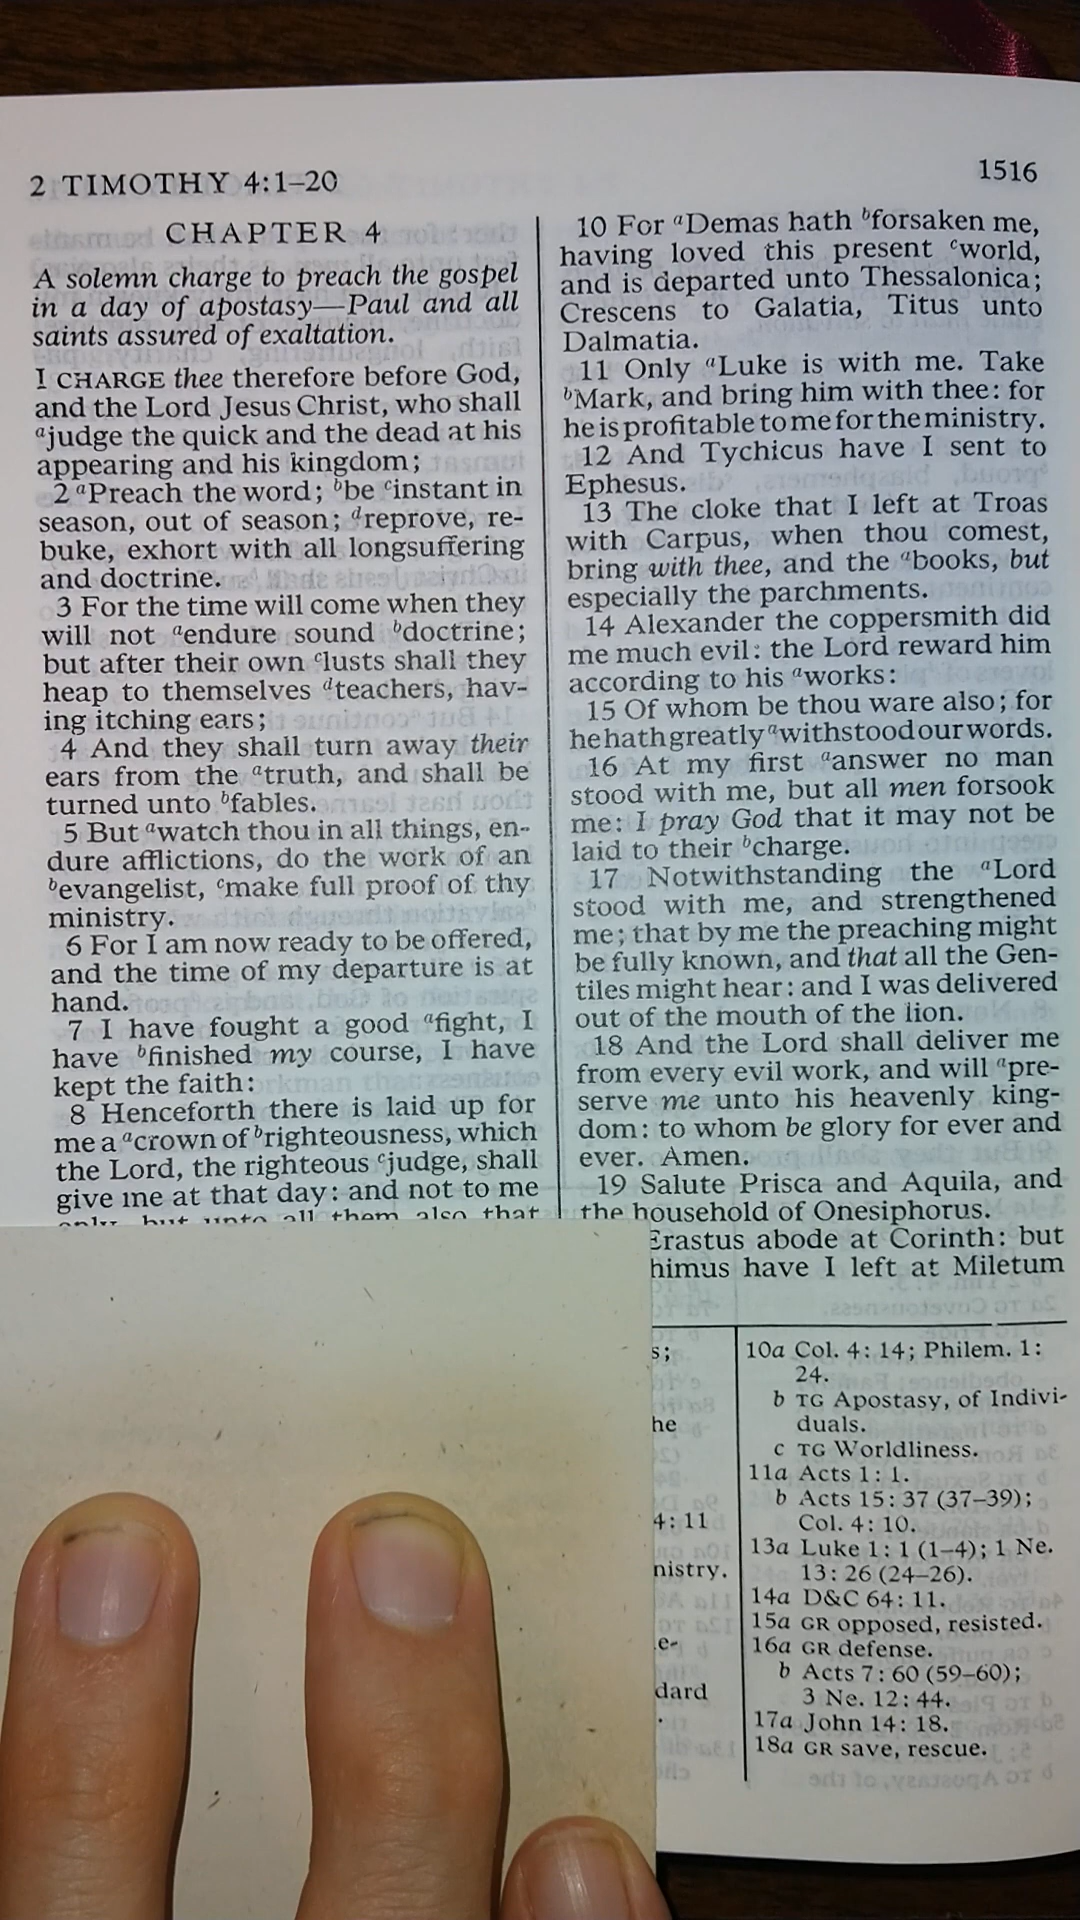 2 TIMOTHY 4:1–20
1516
CHAPTER 4
A solemn charge to preach the gospel
in a day of apostasy—Paul and all
saints assured of exaltation.
I CHARGE thee therefore before God,
and the Lord Jesus Christ, who shall
ajudge the quick and the dead at his
appearing and his kingdom;
2 aPreach the word; bbe cinstant in
season, out of season; dreprove, re-
buke, exhort with all longsuffering
and doctrine.
3 For the time will come when they
will not aendure sound bdoctrine;
but after their own clusts shall they
heap to themselves dteachers, hav-
ing itching ears;
4 And they shall turn away their
ears from the atruth, and shall be
turned unto bfables.
5 But awatch thou in all things, en-
dure afflictions, do the work of an
bevangelist, cmake full proof of thy
ministry.
6 For I am now ready to be offered,
and the time of my departure is at
hand.
7 I have fought a good afight, I
have bfinished my course, I have
kept the faith:
8 Henceforth there is laid up for
me a acrown of brighteousness, which
the Lord, the righteous cjudge, shall
give me at that day: and not to me
only, but unto all them also that
10 For aDemas hath bforsaken me,
having loved this present cworld,
and is departed unto Thessalonica;
Crescens to Galatia, Titus unto
Dalmatia.
11 Only aLuke is with me. Take
bMark, and bring him with thee: for
he is profitable to me for the ministry.
12 And Tychicus have I sent to
Ephesus.
13 The cloke that I left at Troas
with Carpus, when thou comest,
bring with thee, and the abooks, but
especially the parchments.
14 Alexander the coppersmith did
me much evil: the Lord reward him
according to his aworks:
15 Of whom be thou ware also; for
he hath greatly awithstood our words.
16 At my first aanswer no man
stood with me, but all men forsook
me: I pray God that it may not be
laid to their bcharge.
17 Notwithstanding the aLord
stood with me, and strengthened
me; that by me the preaching might
be fully known, and that all the Gen-
tiles might hear: and I was delivered
out of the mouth of the lion.
18 And the Lord shall deliver me
from every evil work, and will apre-
serve me unto his heavenly king-
dom: to whom be glory for ever and
ever. Amen.
19 Salute Prisca and Aquila, and
the household of Onesiphorus.
Erastus abode at Corinth: but
himus have I left at Miletum
s;
he
4: 11
nistry.
e-
dard
.
10a Col. 4: 14; Philem. 1:
24.
b TG Apostasy, of Indivi-
duals.
c TG Worldliness.
11a Acts 1: 1.
b Acts 15: 37 (37–39);
Col. 4: 10.
13a Luke 1: 1 (1–4); 1 Ne.
13: 26 (24–26).
14a D&C 64: 11.
15a GR opposed, resisted.
16a GR defense.
b Acts 7: 60 (59–60);
3 Ne. 12: 44.
17a John 14: 18.
18a GR save, rescue.